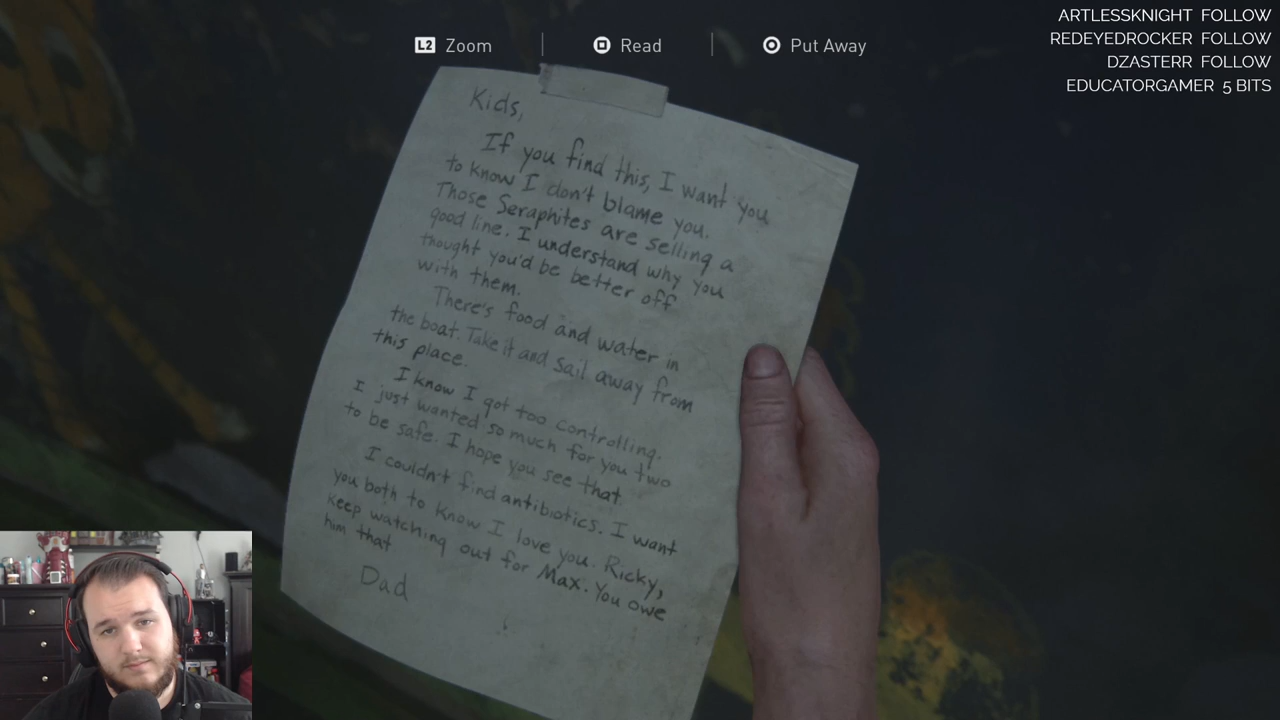 L2 Zoom
Read
Put Away
ARTLESSKNIGHT FOLLOW
REDEYEDROCKER FOLLOW
DZASTERR FOLLOW
EDUCATORGAMER 5 BITS
Kids,
If you find this, I want you
to know I don't blame you.
Those Seraphites are selling a
good line. I understand why you
thought you'd be better off
with them.
There's food and water in
the boat. Take it and sail away from
this place.
I know I got too controlling.
I just wanted so much for you two
to be safe. I hope you see that
I couldn't find antibiotics. I want
you both to know I love you. Ricky,
keep watching out for Max. You owe
him that
Dad